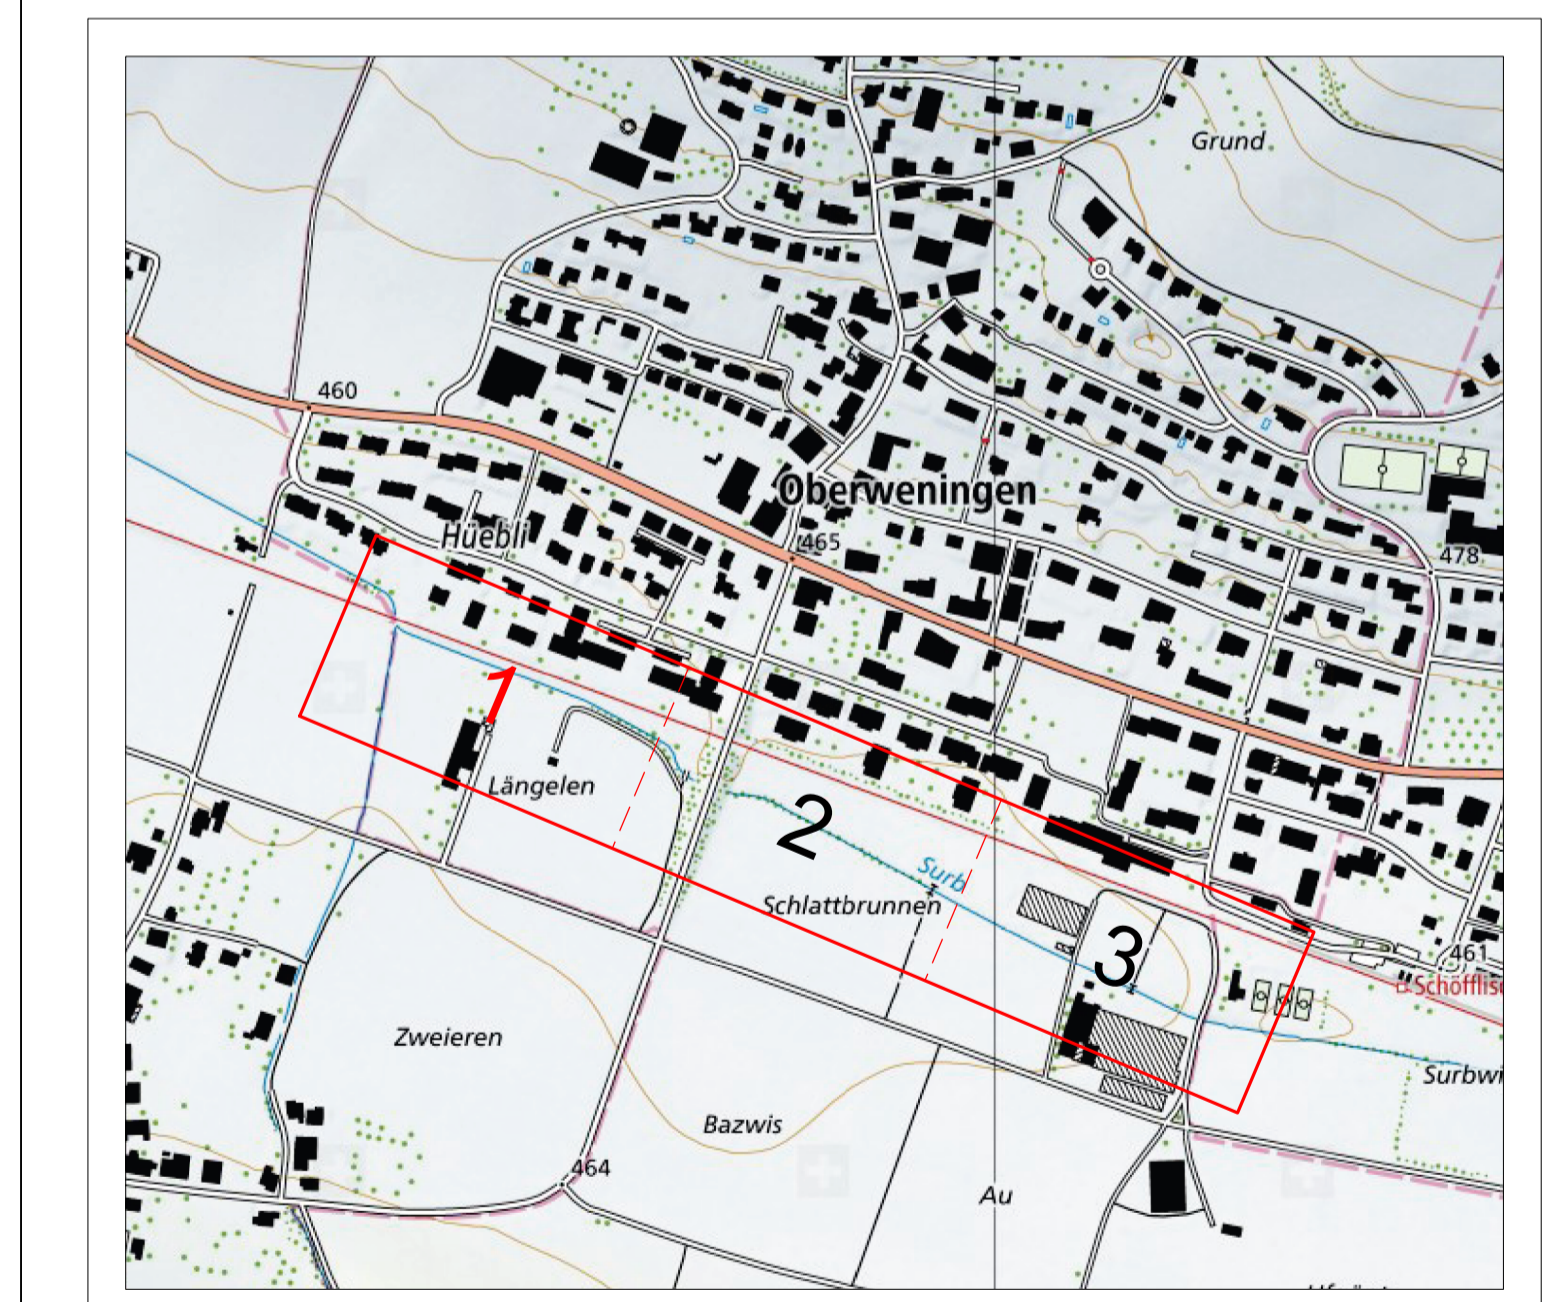 Grund
460
Oberweningen
Hüebli
465
478
1
Längelen
2
Surb
Schlattbrunnen
3
461
Schöfflis
Zweieren
Surbwi
Bazwis
464
Au